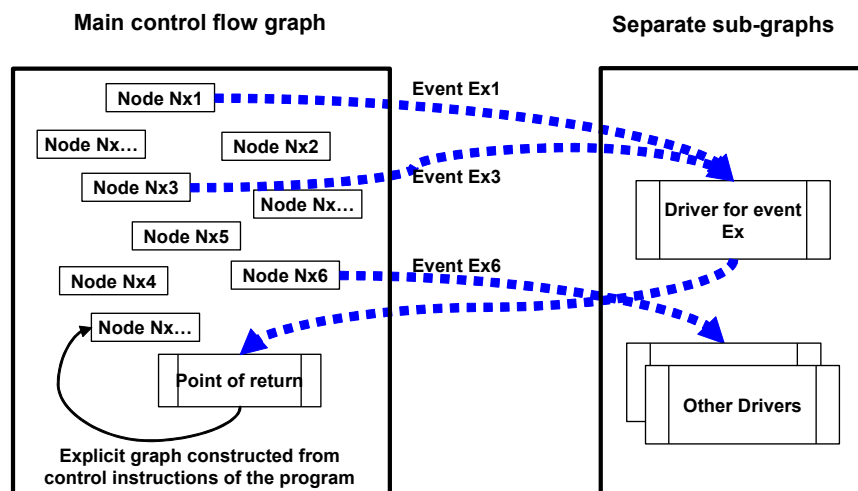 Main control flow graph
Separate sub-graphs
Event Ex1
Node Nx1
Node Nx…
Node Nx2
Event Ex3
Node Nx3
Node Nx…
Driver for event
Ex
Node Nx5
Event Ex6
Node Nx6
Node Nx4
Node Nx…
Point of return
Other Drivers
Explicit graph constructed from
control instructions of the program